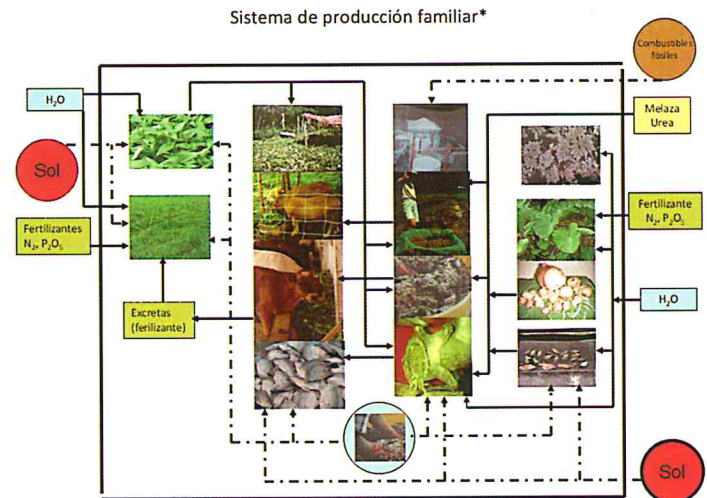 Sistema de producción familiar*
Combustibles
fósiles
H₂O
Melaza
Urea
Sol
Fertilizantes
N₂, P₂O₅
Fertilizante
N₂, P₂O₅
H₂O
Excretas
(ferilizante)
Sol